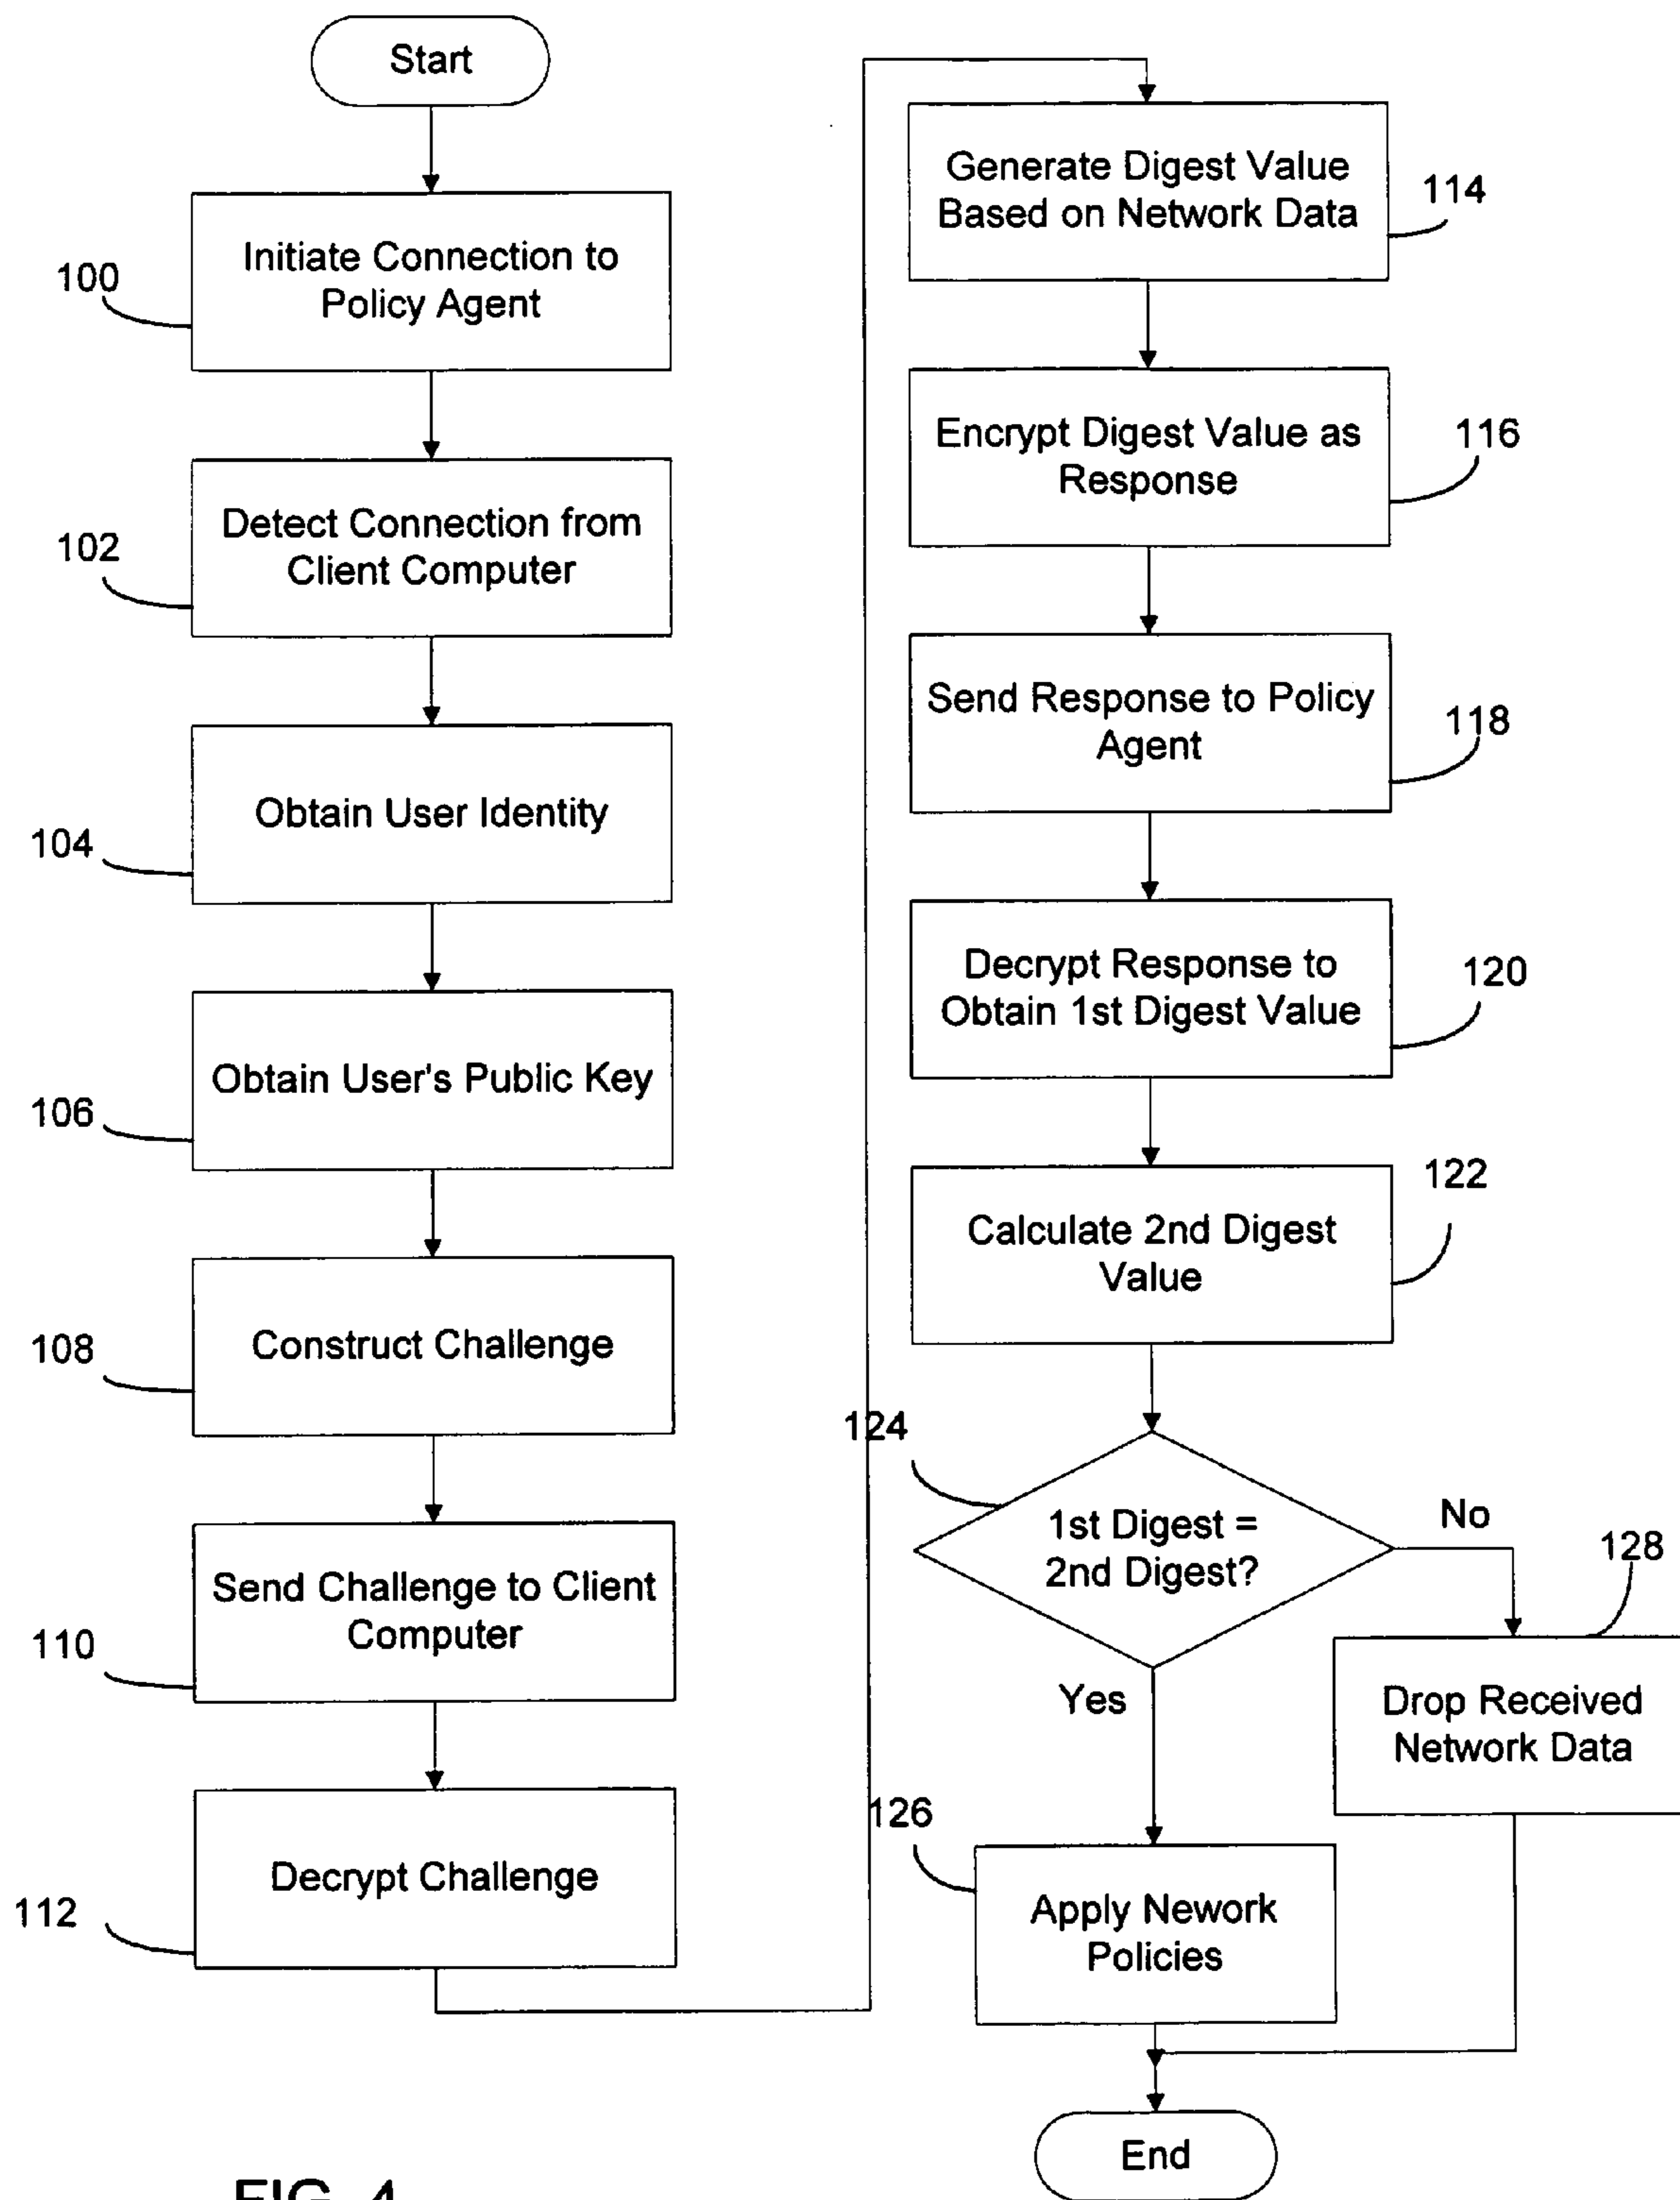 Start
100
Initiate Connection to
Policy Agent
102
Detect Connection from
Client Computer
104
Obtain User Identity
106
Obtain User's Public Key
108
Construct Challenge
110
Send Challenge to Client
Computer
112
Decrypt Challenge
Generate Digest Value
Based on Network Data
114
Encrypt Digest Value as
Response
116
Send Response to Policy
Agent
118
Decrypt Response to
Obtain 1st Digest Value
120
Calculate 2nd Digest
Value
122
124
1st Digest =
2nd Digest?
No
128
Yes
Drop Received
Network Data
126
Apply Nework
Policies
End
FIG. 4